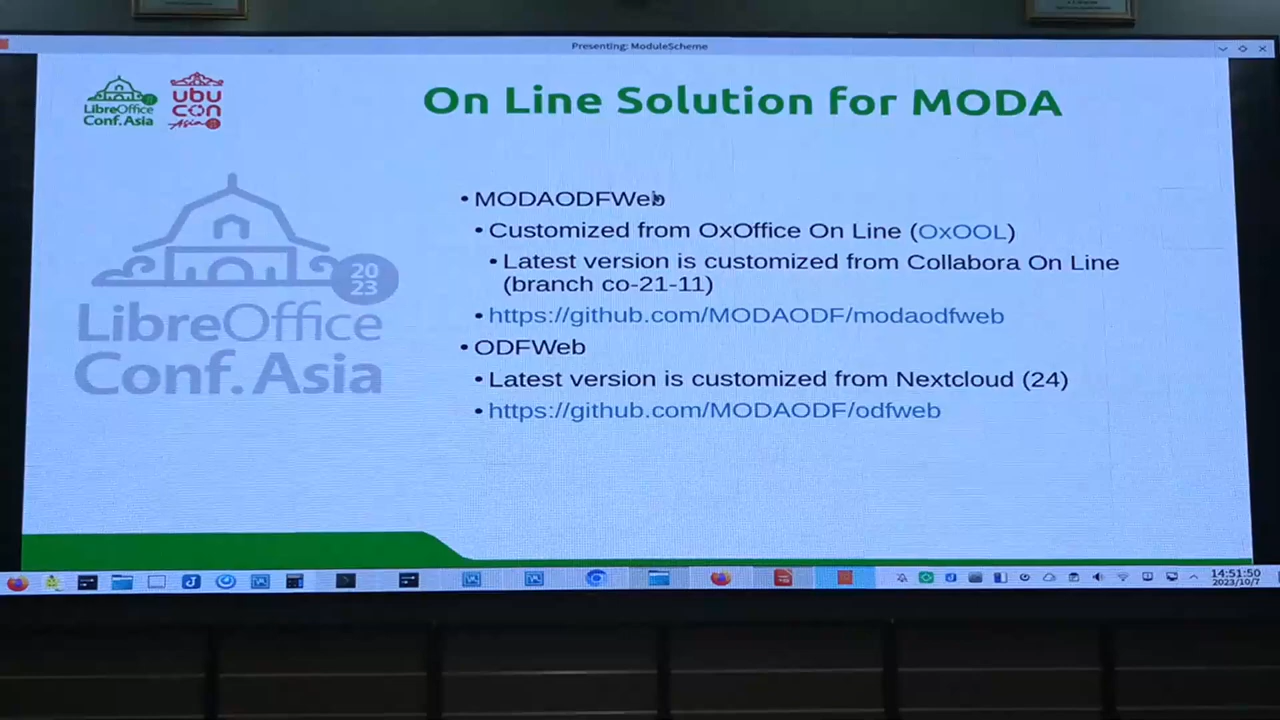 Presenting: ModuleScheme
LibreOffice
Conf.Asia
ubu
con
Asia
On Line Solution for MODA
• MODAODFWeb
• Customized from OxOffice On Line (OxOOL)
• Latest version is customized from Collabora On Line
(branch co-21-11)
• https://github.com/MODAODF/modaodfweb
• ODFWeb
• Latest version is customized from Nextcloud (24)
• https://github.com/MODAODF/odfweb
20
23
LibreOffice
Conf.Asia
14:51:50
2023/10/7